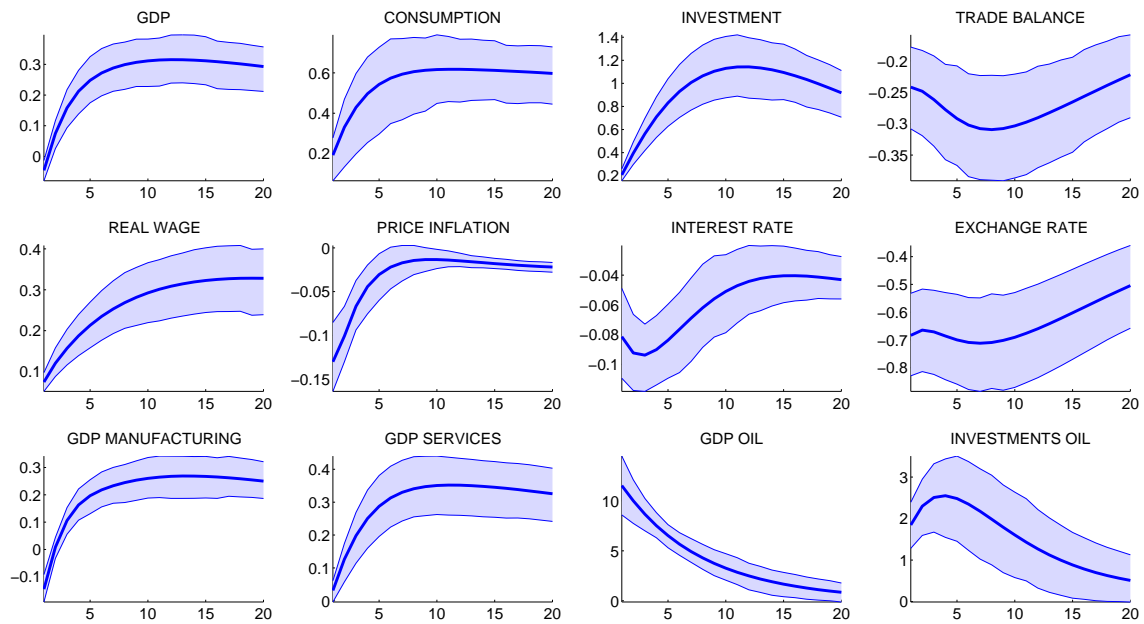 GDP
CONSUMPTION
INVESTMENT
TRADE BALANCE
0.3
0.2
0.1
0
5 10 15 20
0.6
0.4
0.2
5 10 15 20
1.4
1.2
1
0.8
0.6
0.4
0.2
5 10 15 20
−0.2
−0.25
−0.3
−0.35
5 10 15 20
REAL WAGE
PRICE INFLATION
INTEREST RATE
EXCHANGE RATE
0.4
0.3
0.2
0.1
5 10 15 20
0
−0.05
−0.1
−0.15
5 10 15 20
−0.04
−0.06
−0.08
−0.1
5 10 15 20
−0.4
−0.5
−0.6
−0.7
−0.8
5 10 15 20
GDP MANUFACTURING
GDP SERVICES
GDP OIL
INVESTMENTS OIL
0.3
0.2
0.1
0
−0.1
5 10 15 20
0.4
0.3
0.2
0.1
0
5 10 15 20
10
5
0
5 10 15 20
3
2
1
0
5 10 15 20